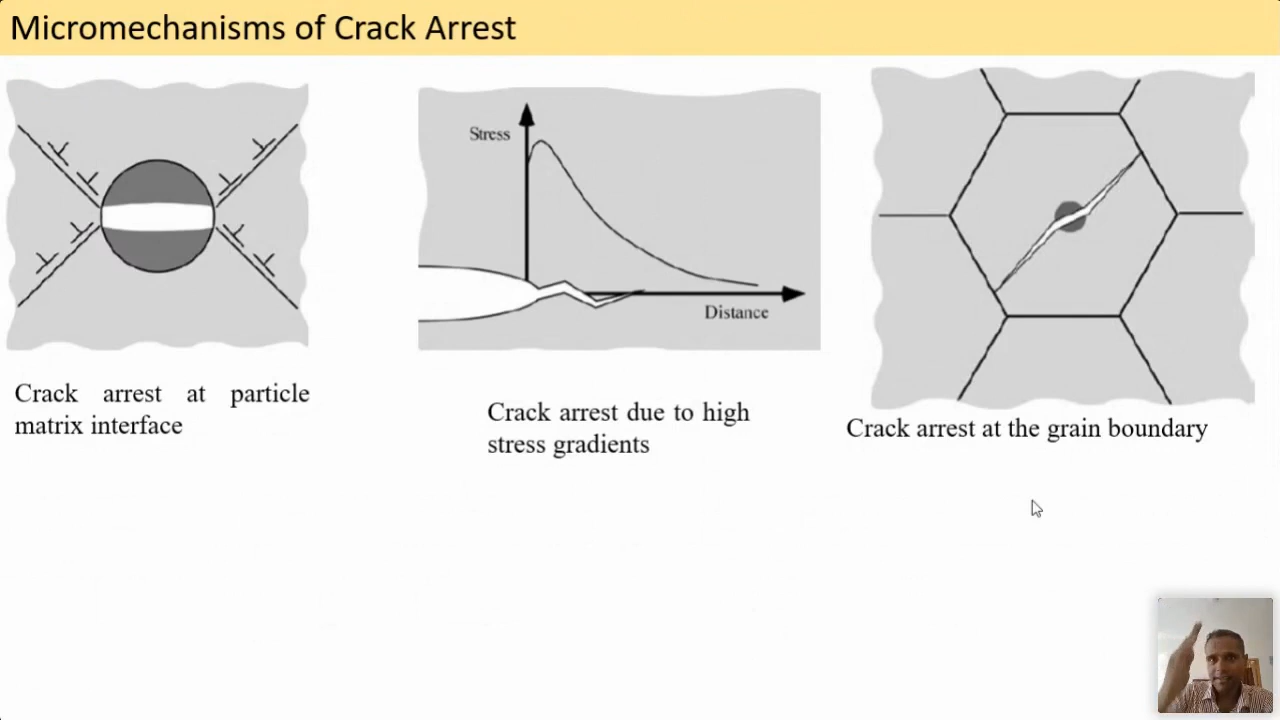 Micromechanisms of Crack Arrest
Stress
Distance
Crack arrest at particle
matrix interface
Crack arrest due to high
stress gradients
Crack arrest at the grain boundary